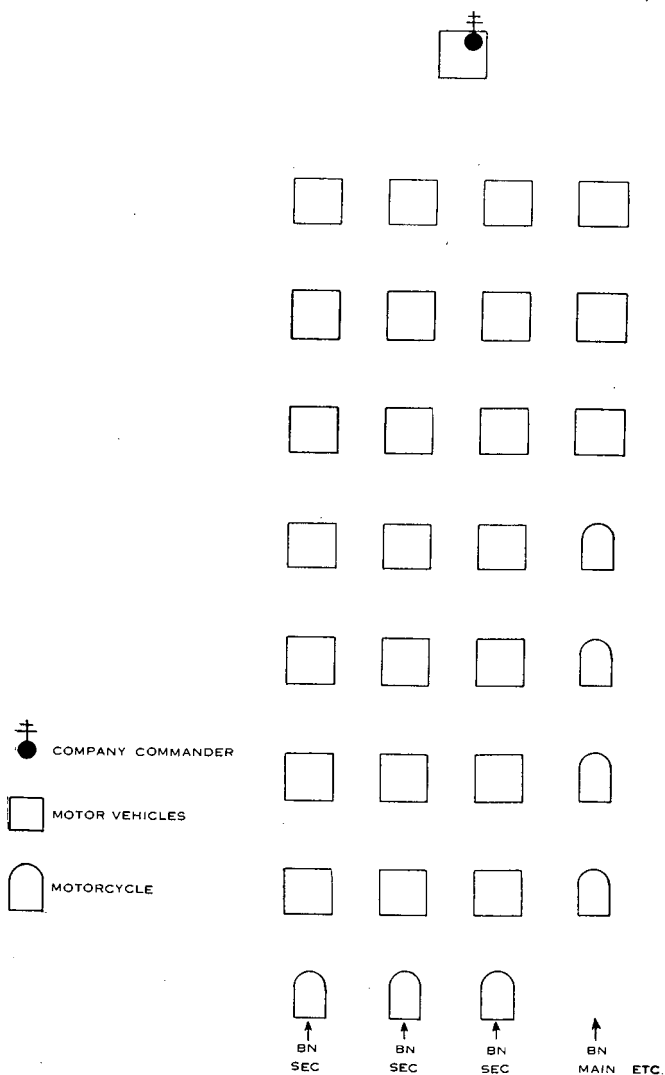 COMPANY COMMANDER
MOTOR VEHICLES
MOTORCYCLE
BN BN BN BN
SEC SEC SEC MAIN ETC.